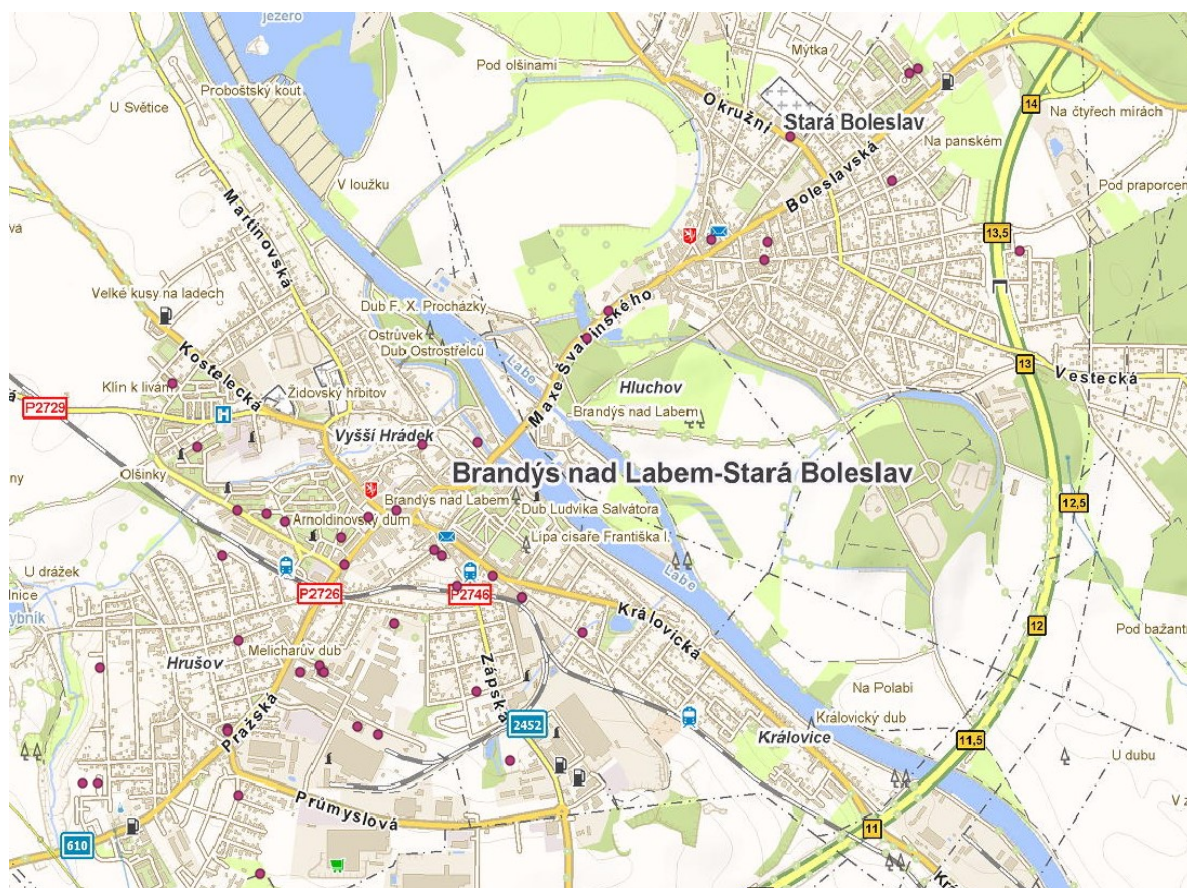 jezero
Mýtka
Pod olšinami
Proboštský kout
U Světice
Okružní
14
Na čtyřech mírách
Stará Boleslav
Na panském
V loužku
Boleslavská
Pod praporcem
Martinovská
13,5
Velké kusy na ladech
Dub F. X. Procházky
Maxe Švabinského
Ostrůvek
Dub Ostrostřelců
Labe
Kostelecká
13
Vestecká
Klín k lívám
Židovský hřbitov
Hluchov
P2729
H
Brandýs nad Labem
Vyšší Hrádek
Olšinky
Brandýs nad Labem-Stará Boleslav
Brandýs nad Labem
Dub Ludvíka Salvátora
12,5
Arnoldinovský dům
Lípa císaře Františka I.
U drážek
Labe
P2726
P2746
Královická
12
Pod bažant
Melicharův dub
Hrušov
Zápská
Na Polabí
Pražská
2452
Královický dub
Královice
11,5
U dubu
Průmyslová
11
610